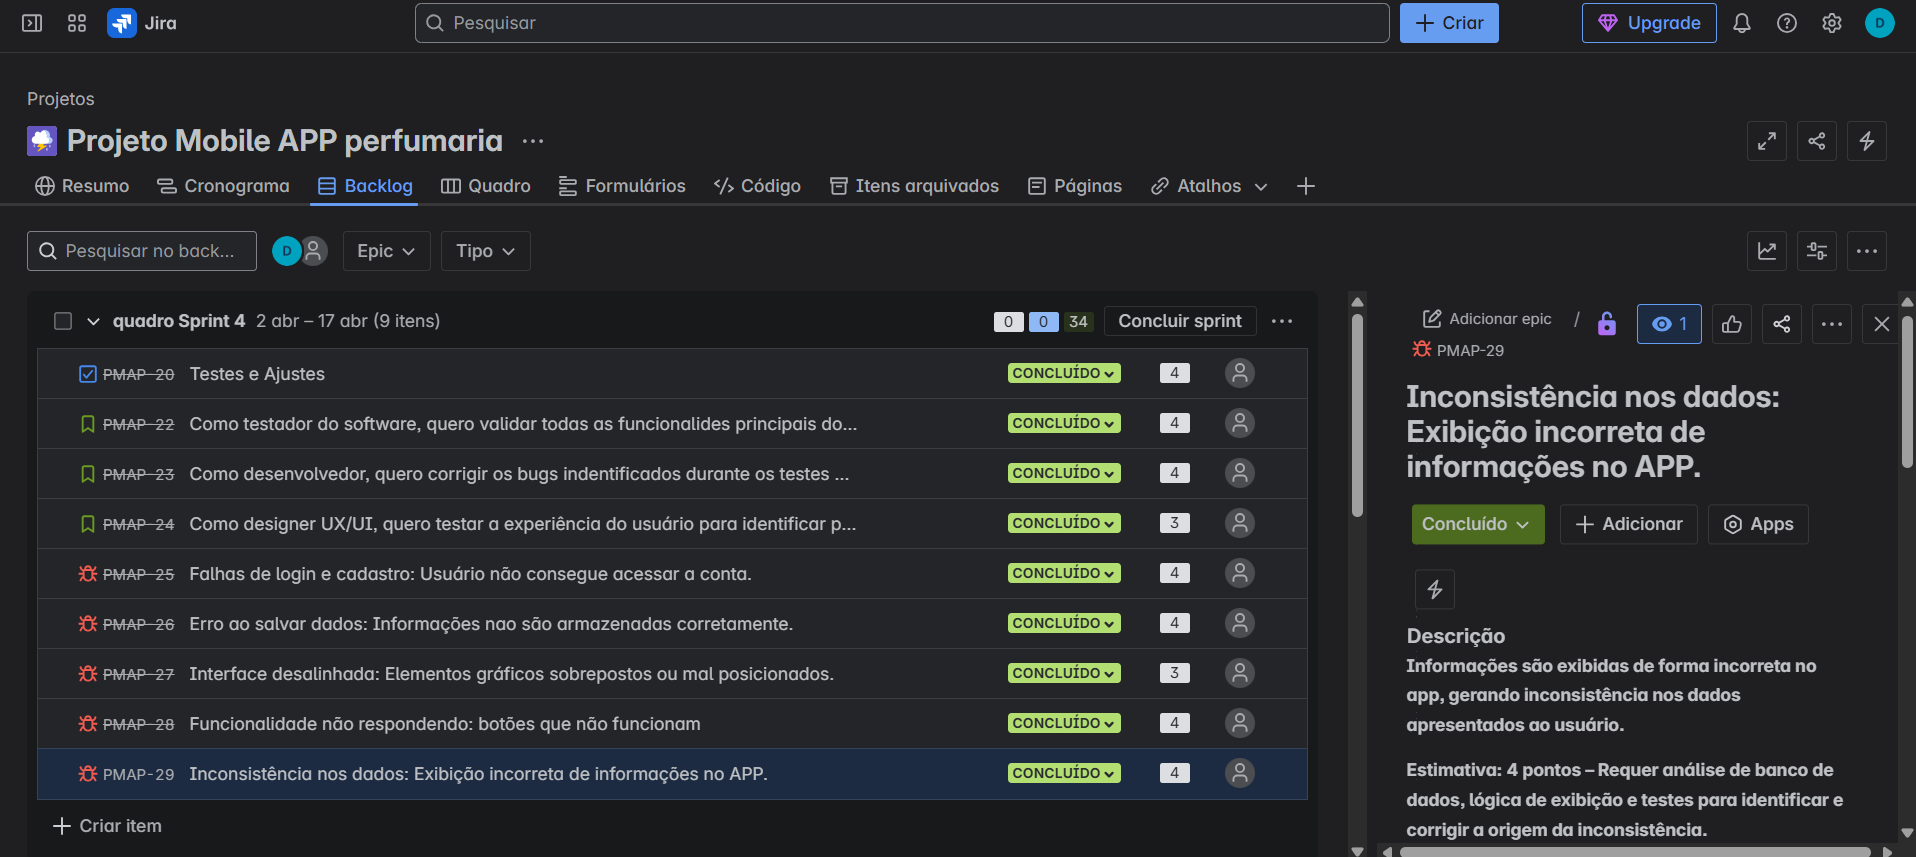 Jira
Pesquisar
Criar
Upgrade
D
Projetos
Projeto Mobile APP perfumaria
Resumo
Cronograma
Backlog
Quadro
Formulários
Código
Itens arquivados
Páginas
Atalhos
Pesquisar no back...
D
Epic
Tipo
quadro Sprint 4 2 abr – 17 abr (9 itens)
0 0 34
Concluir sprint
PMAP-20 Testes e Ajustes CONCLUÍDO 4
PMAP-22 Como testador do software, quero validar todas as funcionalides principais do... CONCLUÍDO 4
PMAP-23 Como desenvolvedor, quero corrigir os bugs indentificados durante os testes ... CONCLUÍDO 4
PMAP-24 Como designer UX/UI, quero testar a experiência do usuário para identificar p... CONCLUÍDO 3
PMAP-25 Falhas de login e cadastro: Usuário não consegue acessar a conta. CONCLUÍDO 4
PMAP-26 Erro ao salvar dados: Informações nao são armazenadas corretamente. CONCLUÍDO 4
PMAP-27 Interface desalinhada: Elementos gráficos sobrepostos ou mal posicionados. CONCLUÍDO 3
PMAP-28 Funcionalidade não respondendo: botões que não funcionam CONCLUÍDO 4
PMAP-29 Inconsistência nos dados: Exibição incorreta de informações no APP. CONCLUÍDO 4
Criar item
Adicionar epic /
1
PMAP-29
Inconsistência nos dados:
Exibição incorreta de
informações no APP.
Concluído
Adicionar
Apps
Descrição
Informações são exibidas de forma incorreta no
app, gerando inconsistência nos dados
apresentados ao usuário.
Estimativa: 4 pontos – Requer análise de banco de
dados, lógica de exibição e testes para identificar e
corrigir a origem da inconsistência.